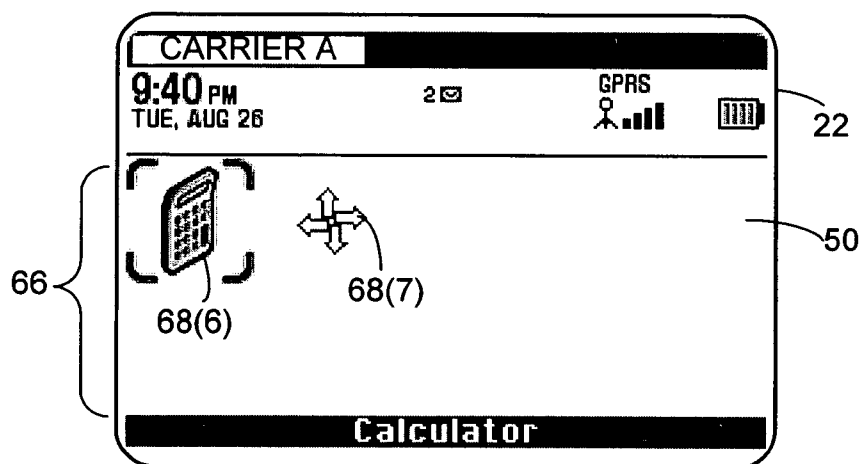 CARRIER A
9:40 PM
2
GPRS
TUE, AUG 26
22
50
66
68(6)
68(7)
Calculator